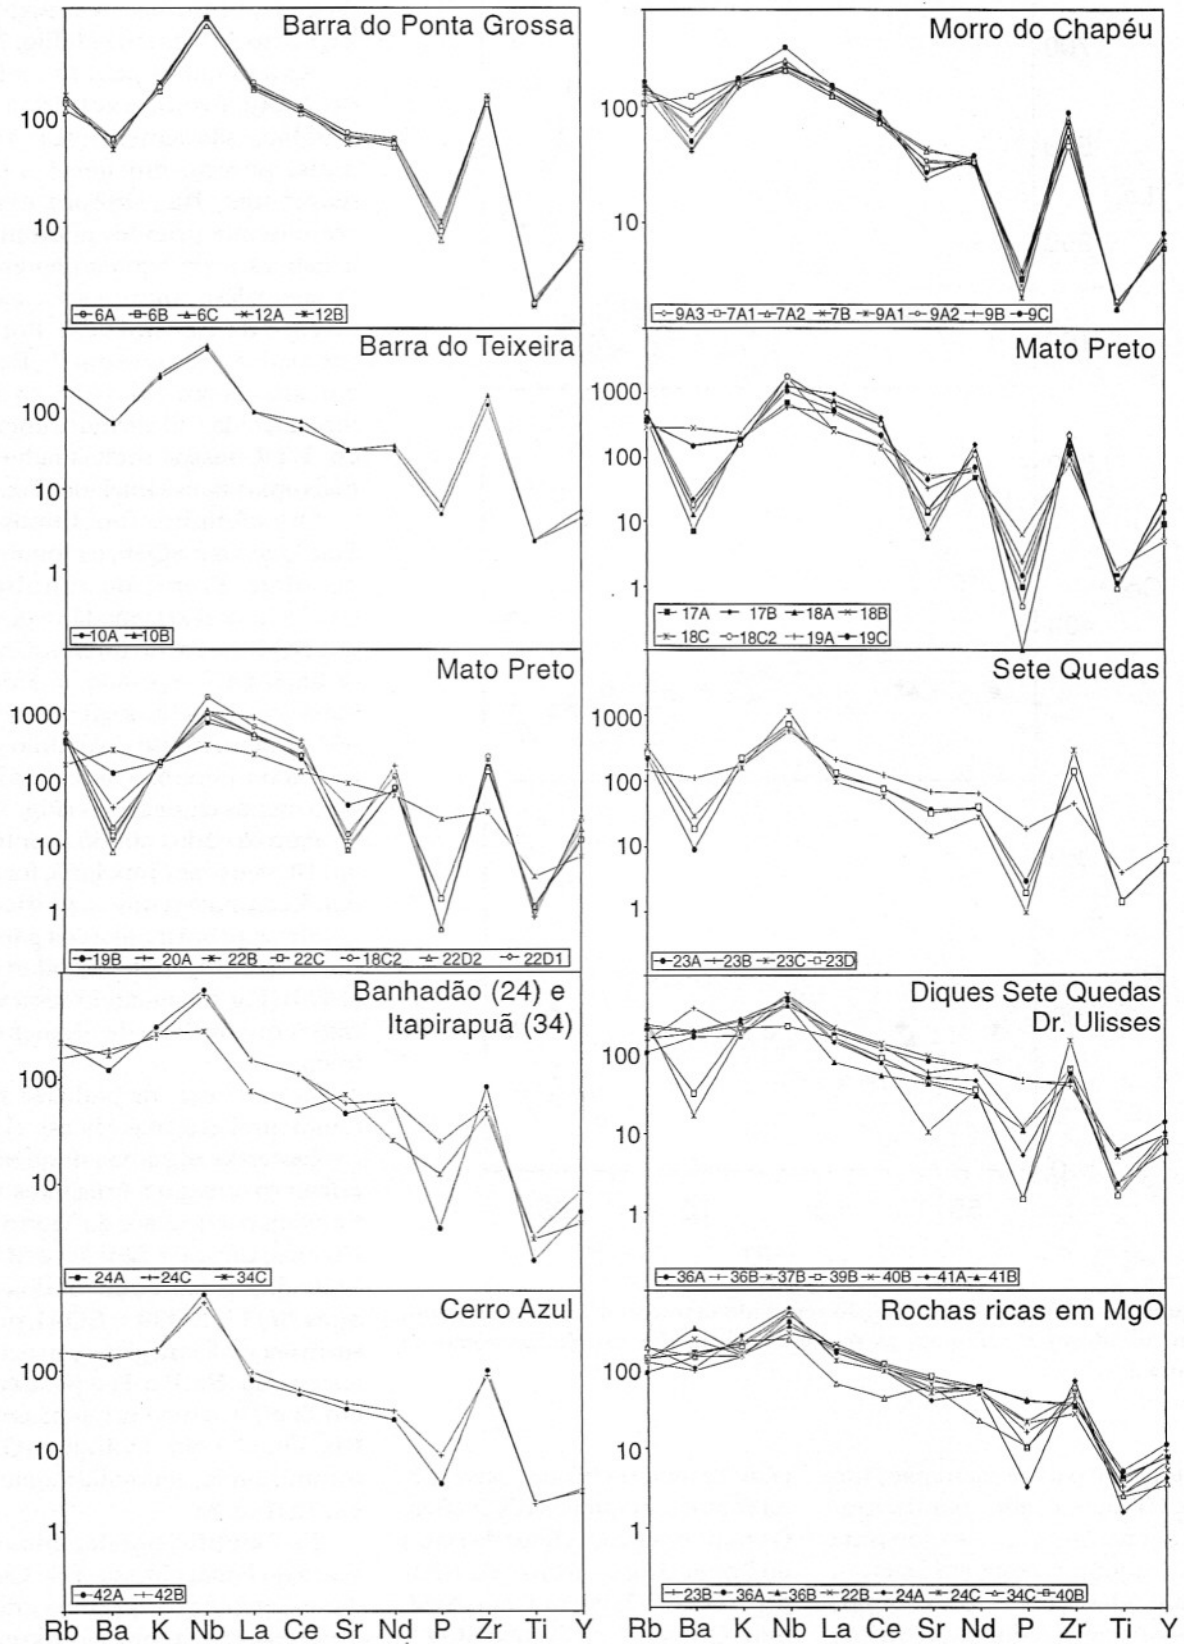 Barra do Ponta Grossa
100
10
6A 6B 6C 12A 12B
Morro do Chapéu
100
10
9A3 7A1 7A2 7B 9A1 9A2 9B 9C
Barra do Teixeira
100
10
1
10A 10B
Mato Preto
1000
100
10
1
17A 17B 18A 18B
18C 18C2 19A 19C
Mato Preto
1000
100
10
1
19B 20A 22B 22C 18C2 22D2 22D1
Sete Quedas
1000
100
10
1
23A 23B 23C 23D
Banhadão (24) e
Itapirapuã (34)
100
10
24A 24C 34C
Diques Sete Quedas
Dr. Ulisses
100
10
1
36A 36B 37B 39B 40B 41A 41B
Cerro Azul
100
10
1
42A 42B
Rb Ba K Nb La Ce Sr Nd P Zr Ti Y
Rochas ricas em MgO
100
10
1
23B 36A 36B 22B 24A 24C 34C 40B
Rb Ba K Nb La Ce Sr Nd P Zr Ti Y